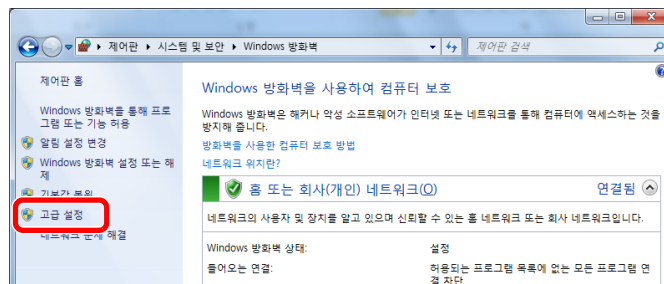 제어판 ▸ 시스템 및 보안 ▸ Windows 방화벽
제어판 검색
제어판 홈
Windows 방화벽을 통해 프로
그램 또는 기능 허용
알림 설정 변경
Windows 방화벽 설정 또는 해
제
기본값 복원
고급 설정
네트워크 문제 해결
Windows 방화벽을 사용하여 컴퓨터 보호
Windows 방화벽은 해커나 악성 소프트웨어가 인터넷 또는 네트워크를 통해 컴퓨터에 액세스하는 것을
방지해 줍니다.
방화벽을 사용한 컴퓨터 보호 방법
네트워크 위치란?
홈 또는 회사(개인) 네트워크(O) 연결됨
네트워크의 사용자 및 장치를 알고 있으며 신뢰할 수 있는 홈 네트워크 또는 회사 네트워크입니다.
Windows 방화벽 상태: 설정
들어오는 연결: 허용되는 프로그램 목록에 없는 모든 프로그램 연
결 차단